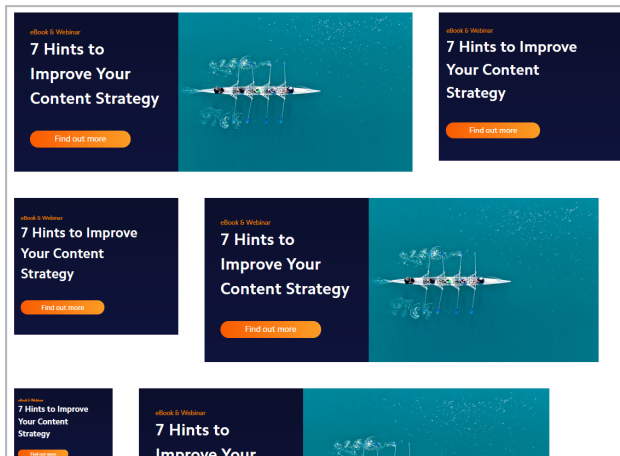 eBook & Webinar
7 Hints to
Improve Your
Content Strategy
Find out more
eBook & Webinar
7 Hints to Improve
Your Content
Strategy
Find out more
eBook & Webinar
7 Hints to Improve
Your Content
Strategy
Find out more
eBook & Webinar
7 Hints to
Improve Your
Content Strategy
Find out more
eBook & Webinar
7 Hints to Improve
Your Content
Strategy
Find out more
eBook & Webinar
7 Hints to
Improve Your